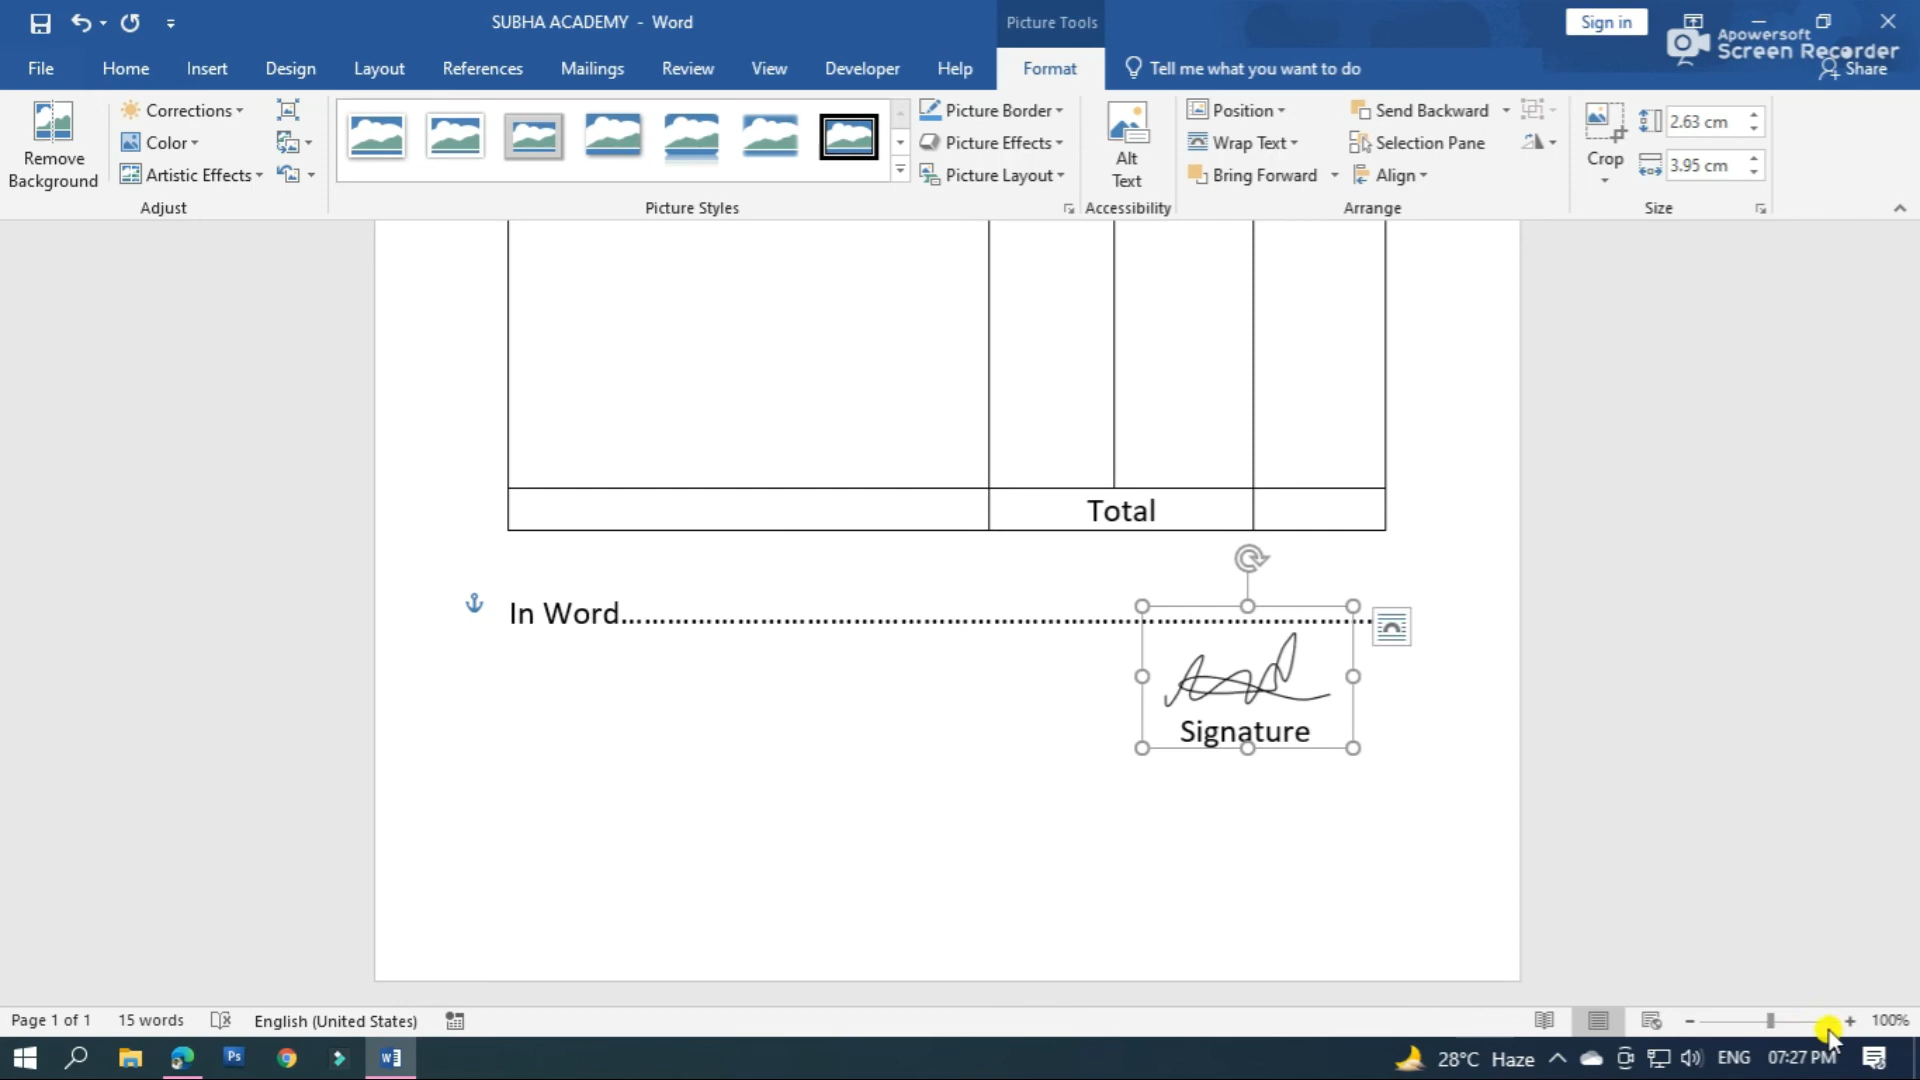 SUBHA ACADEMY - Word
Picture Tools
Sign in
Apowersoft
Screen Recorder
File Home Insert Design Layout References Mailings Review View Developer Help Format Tell me what you want to do Share
Remove Background
Corrections
Color
Artistic Effects
Adjust
Picture Styles
Picture Border
Picture Effects
Picture Layout
Alt Text
Accessibility
Position
Wrap Text
Bring Forward
Send Backward
Selection Pane
Align
Arrange
Crop
2.63 cm
3.95 cm
Size
Total
In Word.......................................................................................
Signature
Page 1 of 1 15 words English (United States) 100%
Ps
28°C Haze ENG 07:27 PM